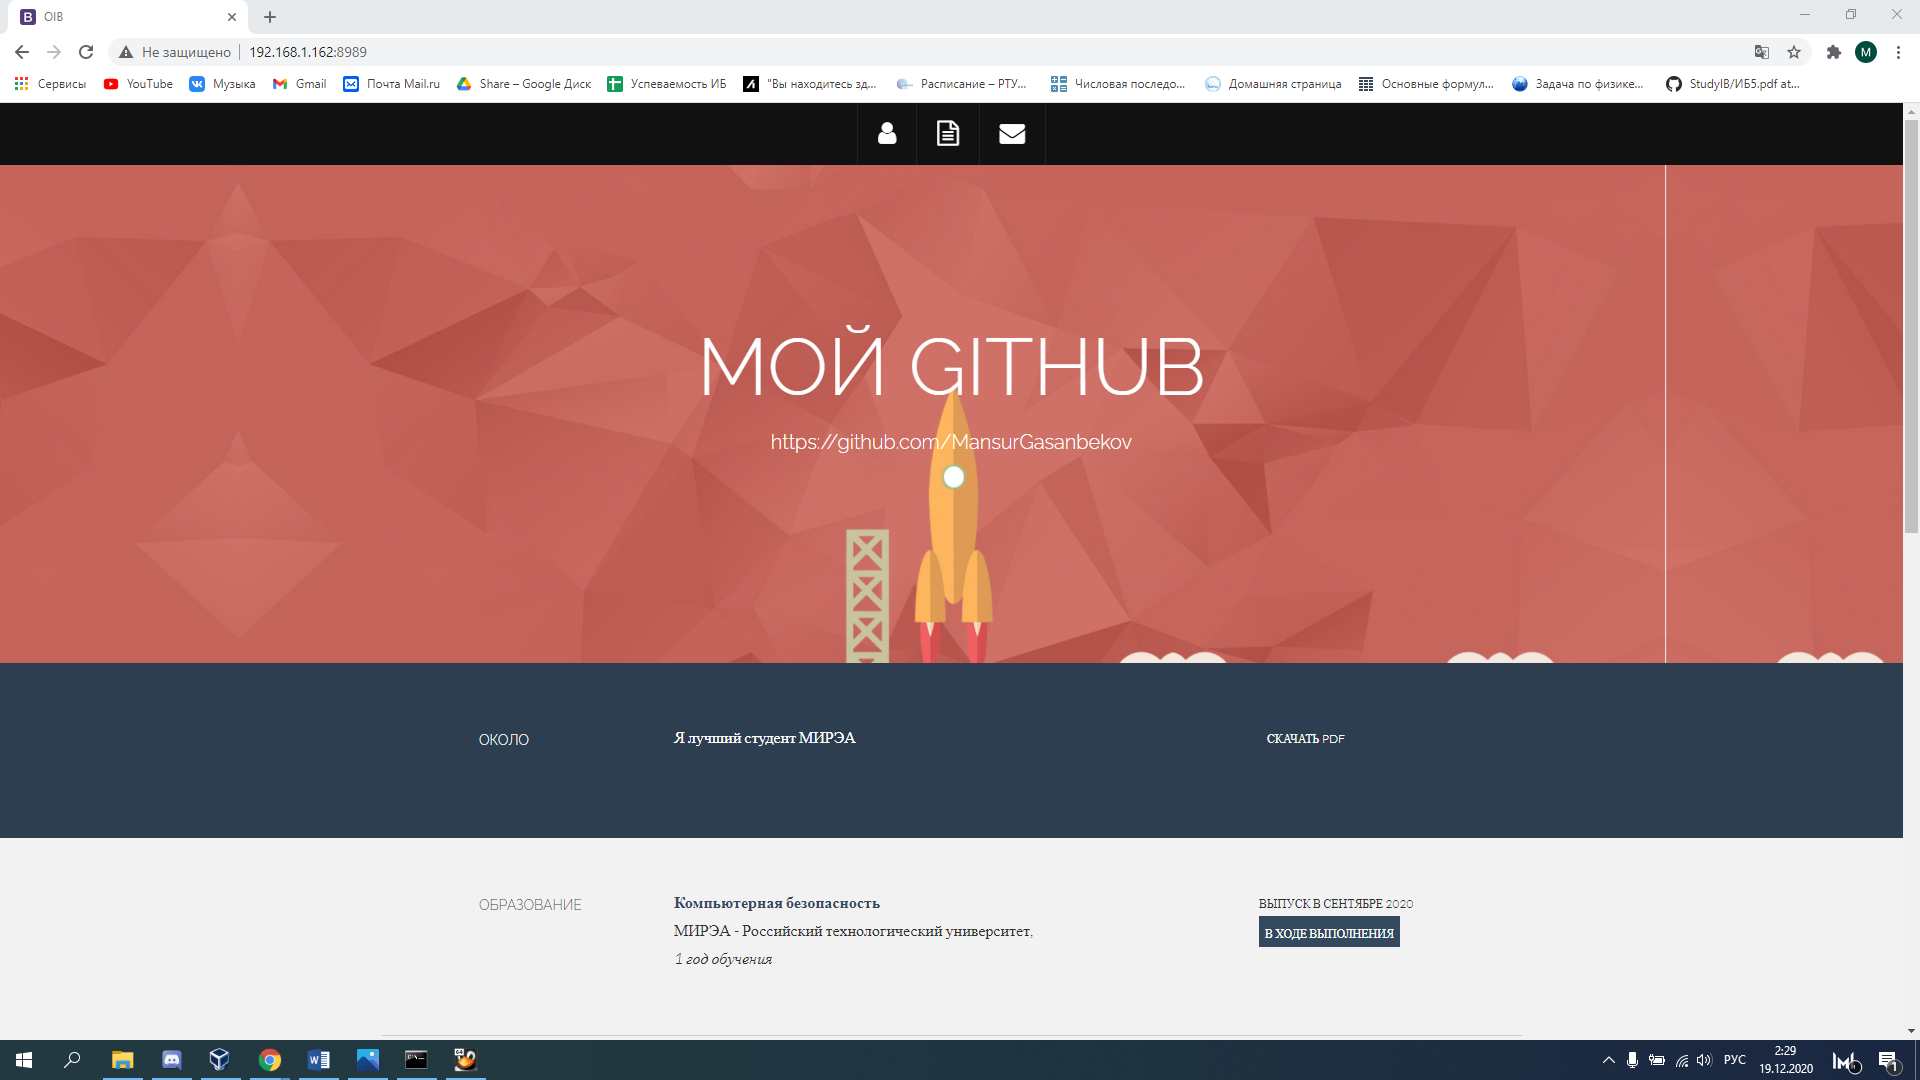 OIB
Не защищено
192.168.1.162:8989
M
Сервисы
YouTube
Музыка
Gmail
Почта Mail.ru
Share – Google Диск
Успеваемость ИБ
"Вы находитесь зд...
Расписание – РТУ...
Числовая последо...
Домашняя страница
Основные формул...
Задача по физике...
StudyIB/ИБ5.pdf at...
МОЙ GITHUB
https://github.com/MansurGasanbekov
ОКОЛО
Я лучший студент МИРЭА
СКАЧАТЬ PDF
ОБРАЗОВАНИЕ
Компьютерная безопасность
ВЫПУСК В СЕНТЯБРЕ 2020
МИРЭА - Российский технологический университет,
В ХОДЕ ВЫПОЛНЕНИЯ
1 год обучения
РУС
2:29
19.12.2020
1